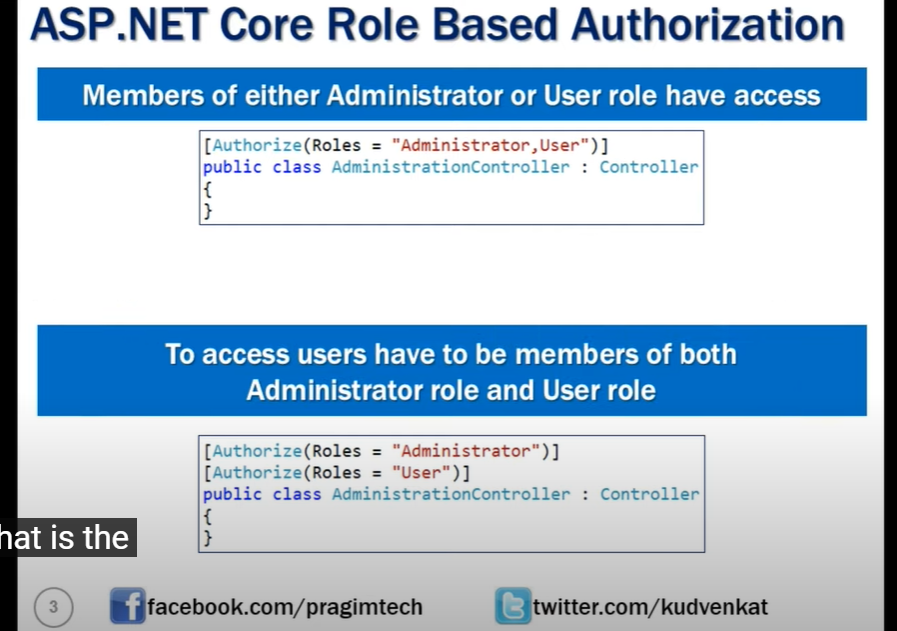 ASP.NET Core Role Based Authorization
Members of either Administrator or User role have access
[Authorize(Roles = "Administrator,User")]
public class AdministrationController : Controller
{
}
To access users have to be members of both
Administrator role and User role
[Authorize(Roles = "Administrator")]
[Authorize(Roles = "User")]
public class AdministrationController : Controller
{
}
hat is the
3
facebook.com/pragimtech
twitter.com/kudvenkat